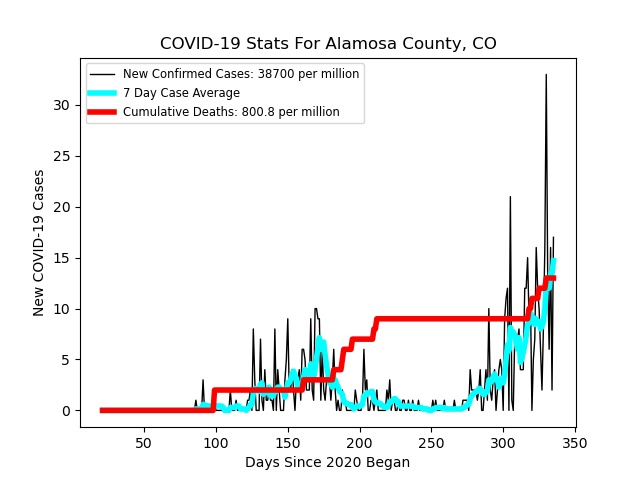 COVID-19 Stats For Alamosa County, CO
New Confirmed Cases: 38700 per million
7 Day Case Average
Cumulative Deaths: 800.8 per million
New COVID-19 Cases
30
25
20
15
10
5
0
50
100
150
200
250
300
350
Days Since 2020 Began